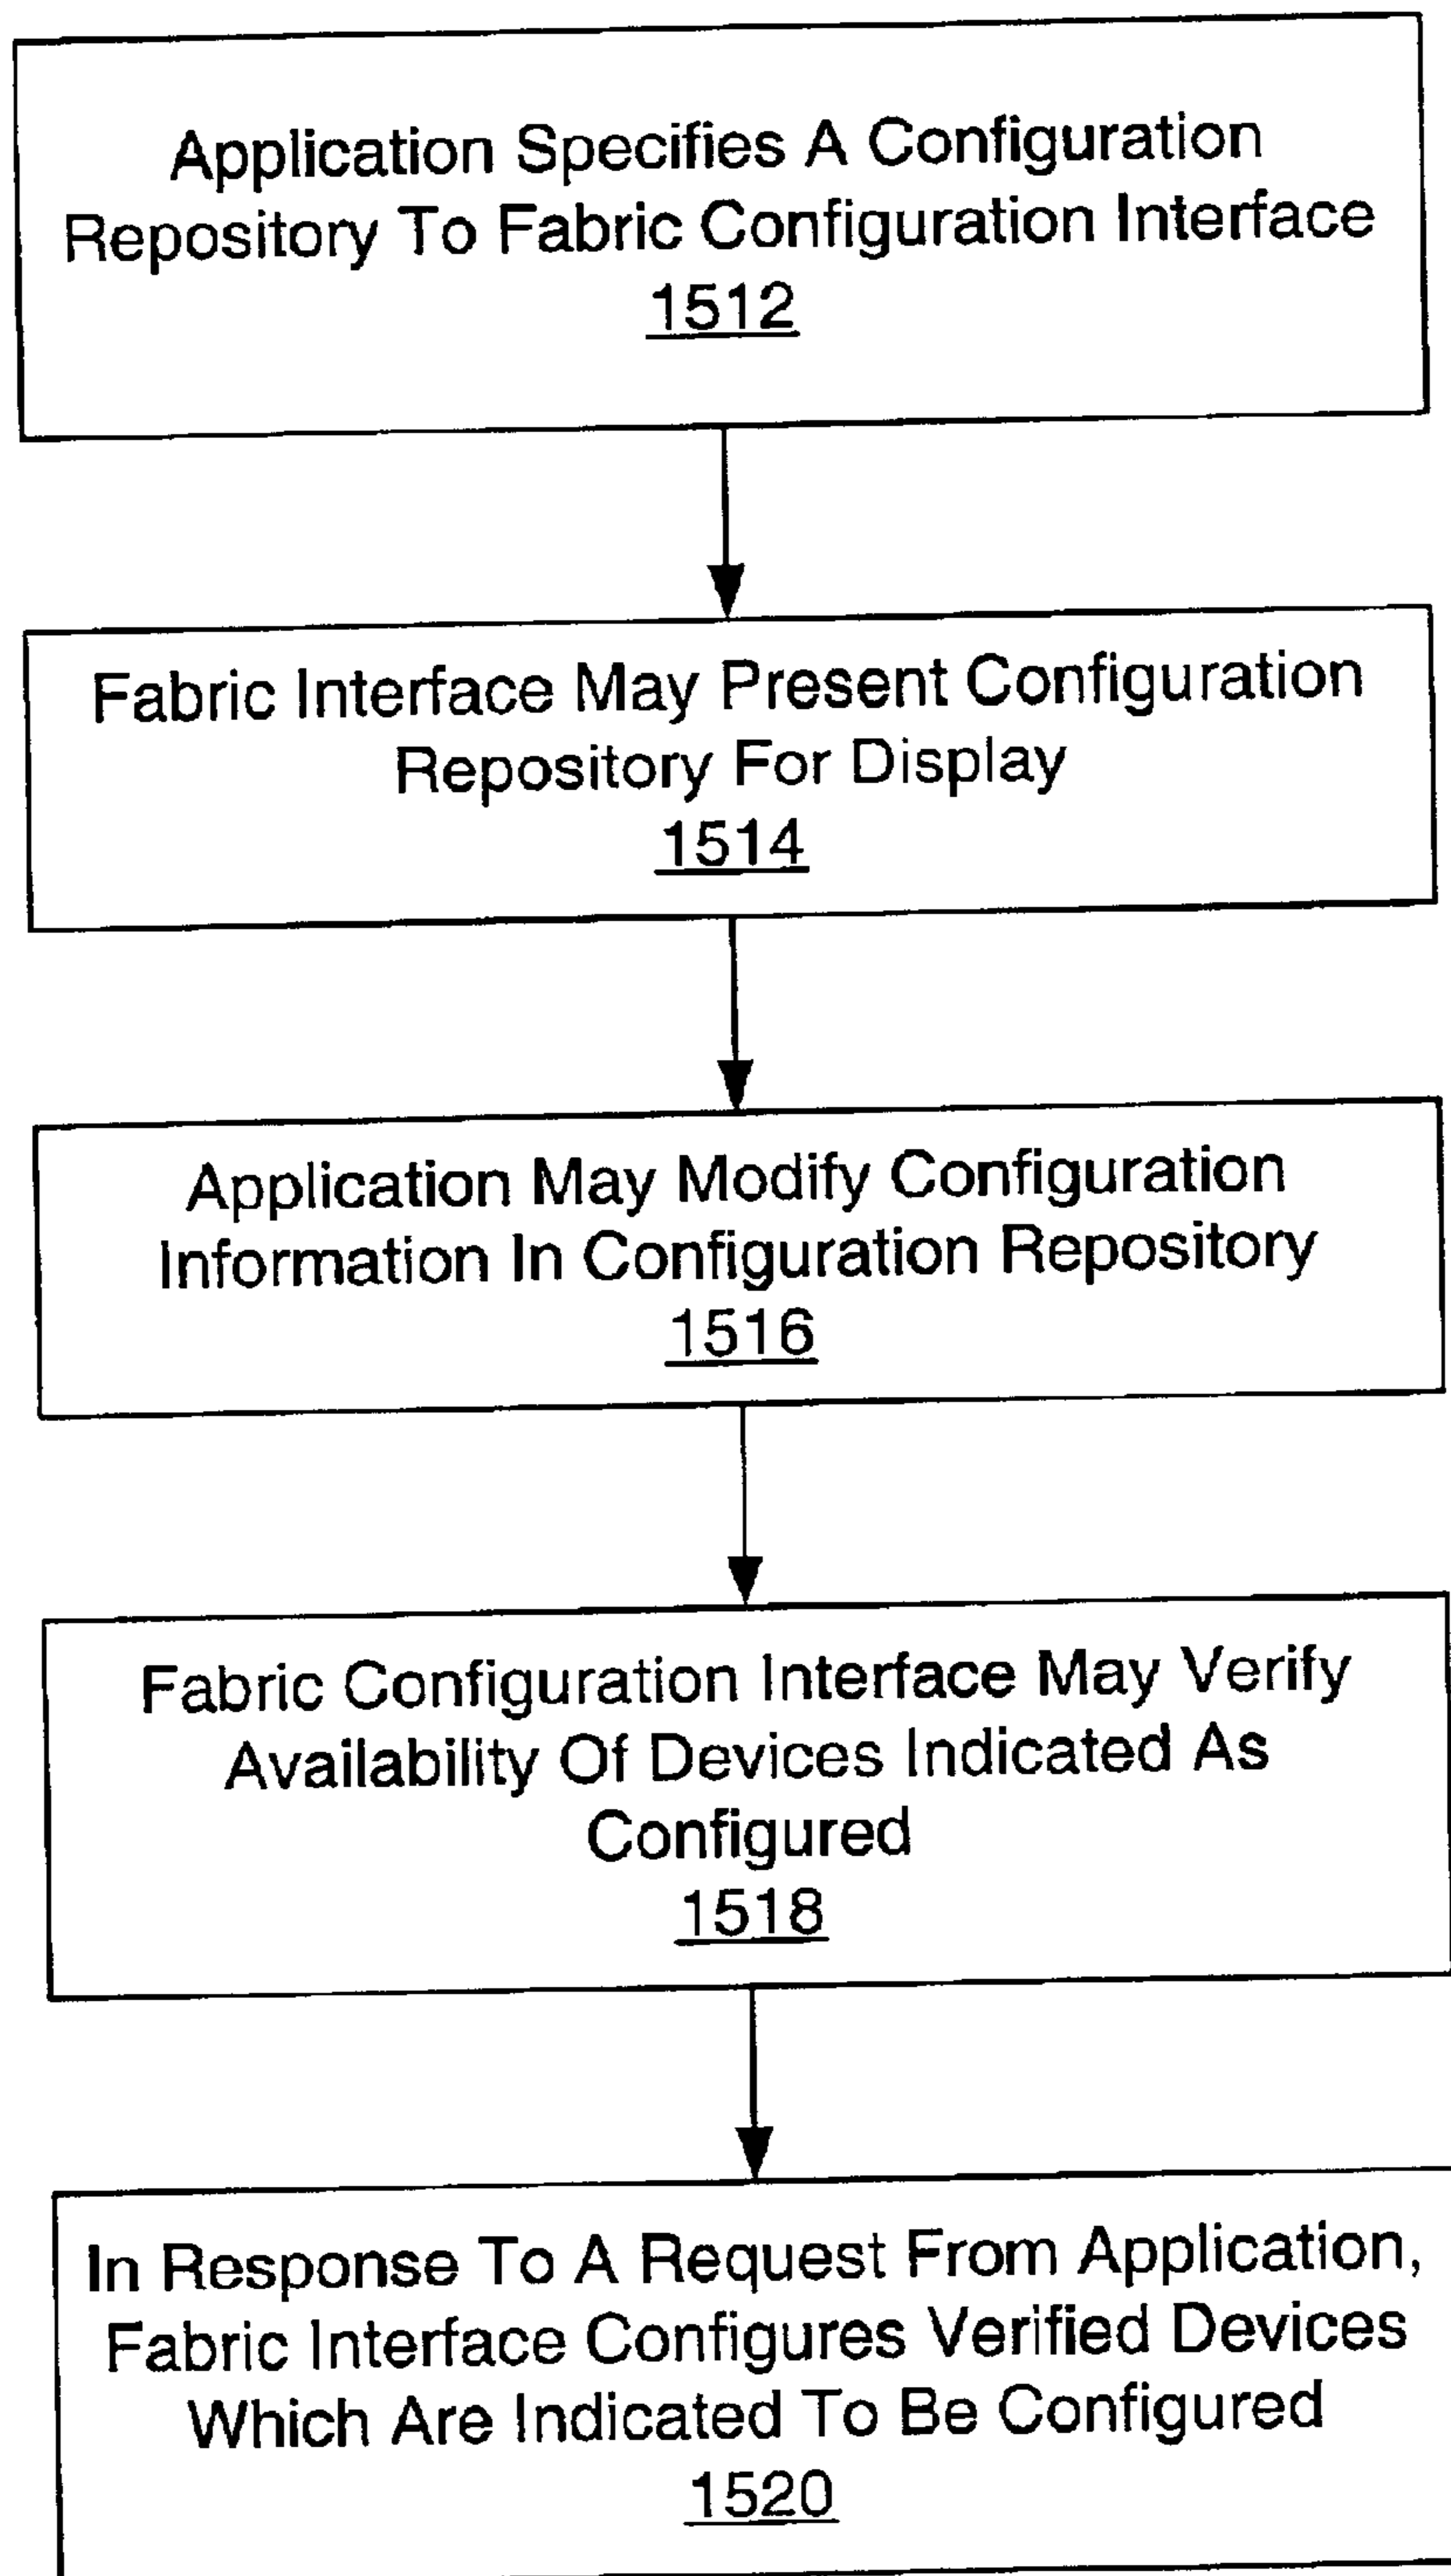 Application Specifies A Configuration
Repository To Fabric Configuration Interface
1512
Fabric Interface May Present Configuration
Repository For Display
1514
Application May Modify Configuration
Information In Configuration Repository
1516
Fabric Configuration Interface May Verify
Availability Of Devices Indicated As
Configured
1518
In Response To A Request From Application,
Fabric Interface Configures Verified Devices
Which Are Indicated To Be Configured
1520